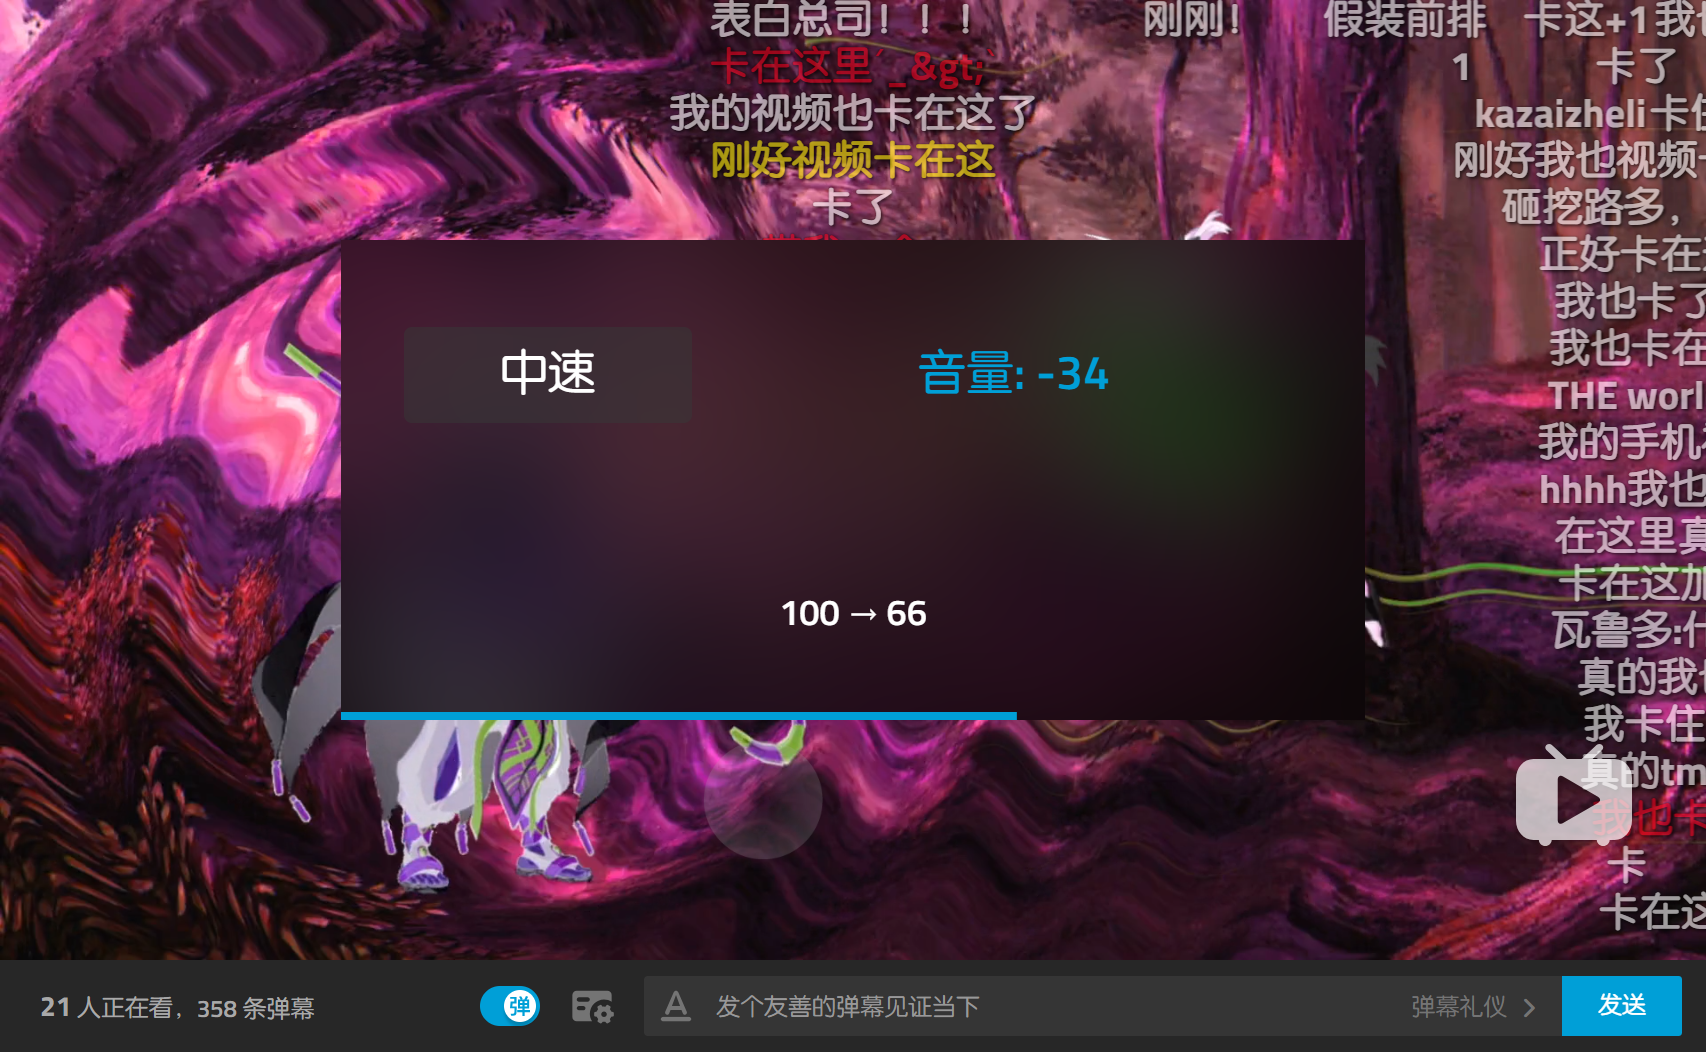 表白总司！！！
刚刚！
假装前排
卡这+1
卡在这里´_&gt;`
1
卡了
我的视频也卡在这了
kazaizheli卡
刚好视频卡在这
刚好我也视频
卡了
砸挖路多，
正好卡在
我也卡了
中速
音量: -34
我也卡在
THE worl
我的手机
hhhh我也
在这里真
卡在这加
100 → 66
瓦鲁多:什
真的我也
我卡住
真的tm
我也卡
卡
卡在这
21 人正在看，358 条弹幕
弹
A
发个友善的弹幕见证当下
弹幕礼仪 >
发送